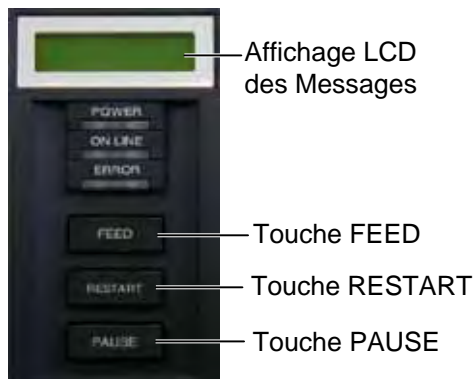 Affichage LCD
des Messages
POWER
ON LINE
ERROR
FEED
Touche FEED
RESTART
Touche RESTART
PAUSE
Touche PAUSE